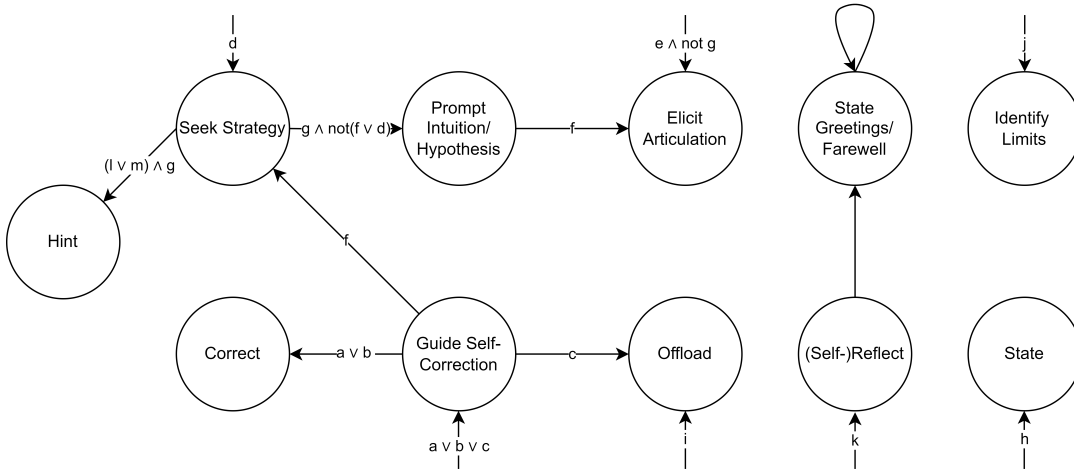 d
e ∧ not g
j
Seek Strategy
g ∧ not(f ∨ d)
Prompt
Intuition/
Hypothesis
f
Elicit
Articulation
State
Greetings/
Farewell
Identify
Limits
(l ∨ m) ∧ g
Hint
f
Correct
a ∨ b
Guide Self-
Correction
c
Offload
(Self-)Reflect
State
a ∨ b ∨ c
i
k
h